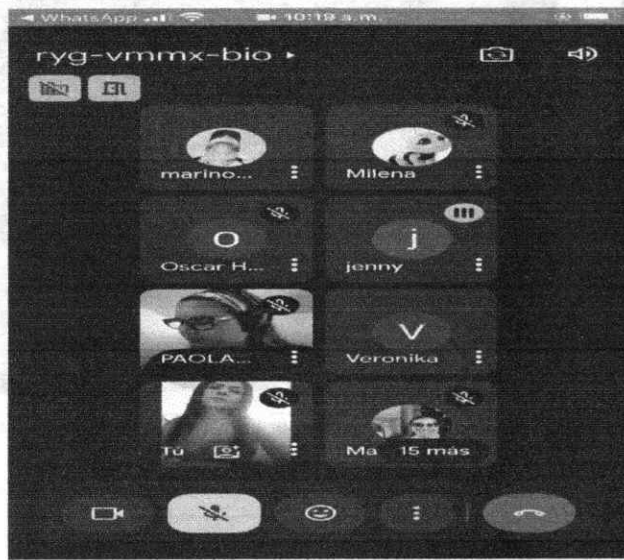 WhatsApp 10:19 a.m.
ryg-vmmx-bio
marino... Milena
O j
Oscar H... jenny
V
PAOLA... Veronika
Tú Ma 15 más